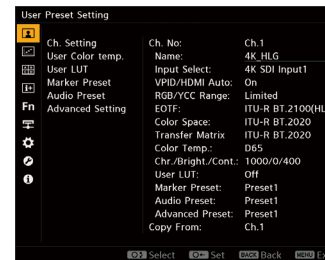 User Preset Setting
Ch. Setting
User Color temp.
User LUT
Marker Preset
Audio Preset
Advanced Setting
Fn
Ch. No: Ch.1
Name: 4K_HLG
Input Select: 4K SDI Input1
VPID/HDMI Auto: On
RGB/YCC Range: Limited
EOTF: ITU-R BT.2100(HL
Color Space: ITU-R BT.2020
Transfer Matrix ITU-R BT.2020
Color Temp.: D65
Chr./Bright./Cont.: 1000/0/400
User LUT: Off
Marker Preset: Preset1
Audio Preset: Preset1
Advanced Preset: Preset1
Copy From: Ch.1
Select Set BACK Back MENU E